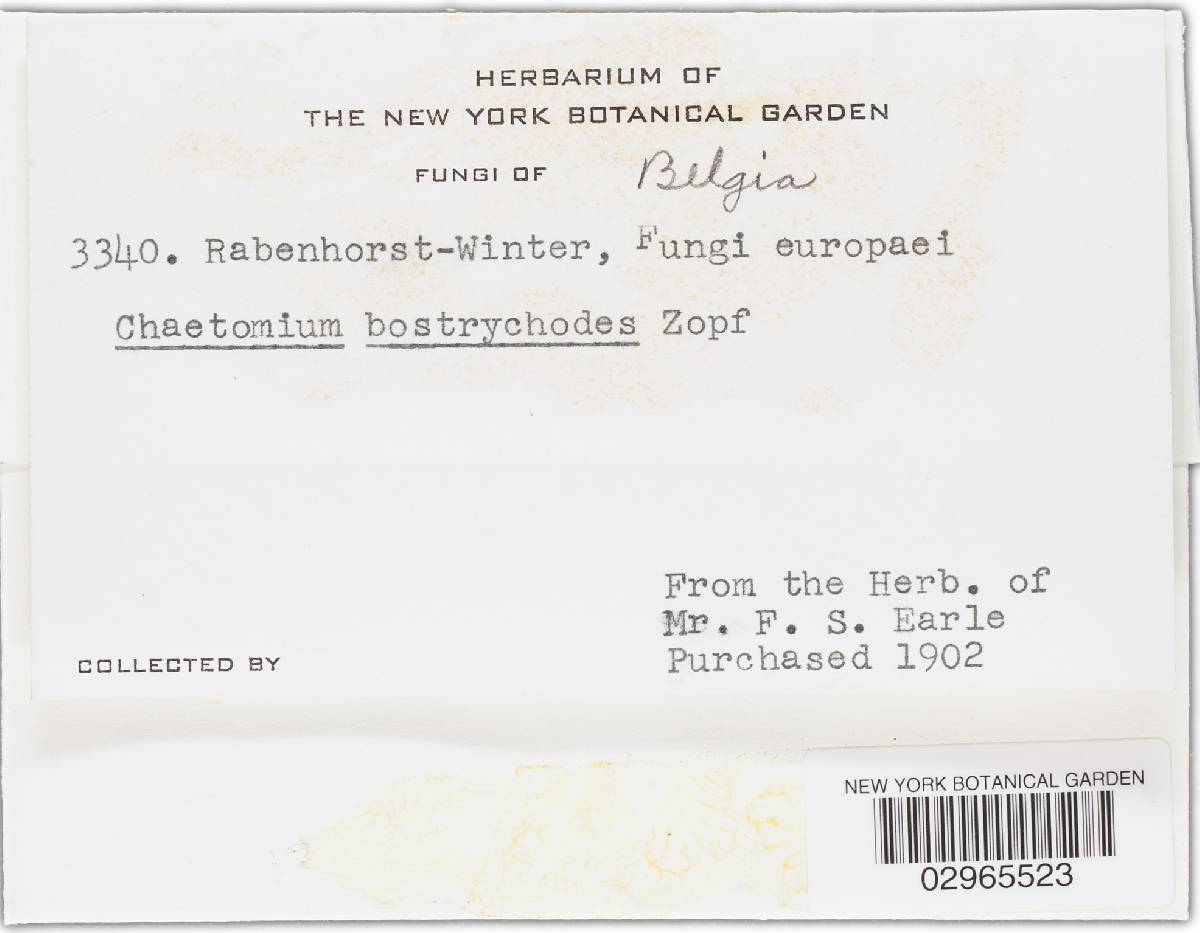 HERBARIUM OF
THE NEW YORK BOTANICAL GARDEN
FUNGI OF Belgia
3340. Rabenhorst-Winter, Fungi europaei
Chaetomium bostrychodes Zopf
From the Herb. of
Mr. F. S. Earle
Purchased 1902
COLLECTED BY
NEW YORK BOTANICAL GARDEN
02965523